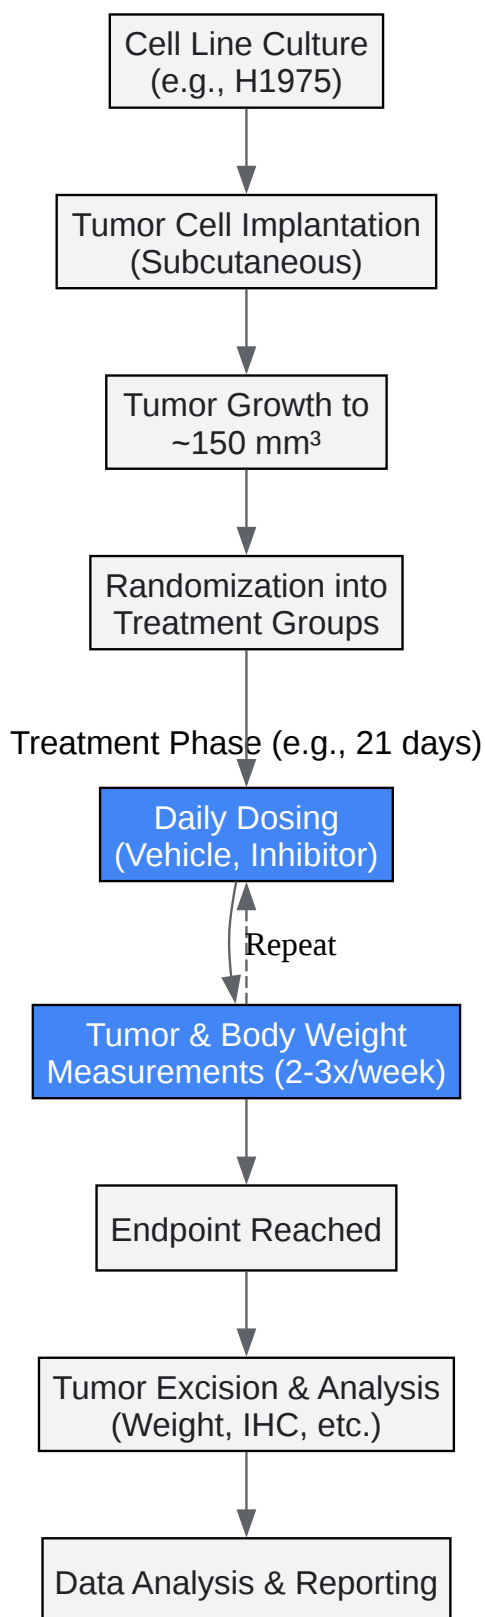 Cell Line Culture
(e.g., H1975)
Tumor Cell Implantation
(Subcutaneous)
Tumor Growth to
~150 mm³
Randomization into
Treatment Groups
Treatment Phase (e.g., 21 days)
Daily Dosing
(Vehicle, Inhibitor)
Repeat
Tumor & Body Weight
Measurements (2-3x/week)
Endpoint Reached
Tumor Excision & Analysis
(Weight, IHC, etc.)
Data Analysis & Reporting